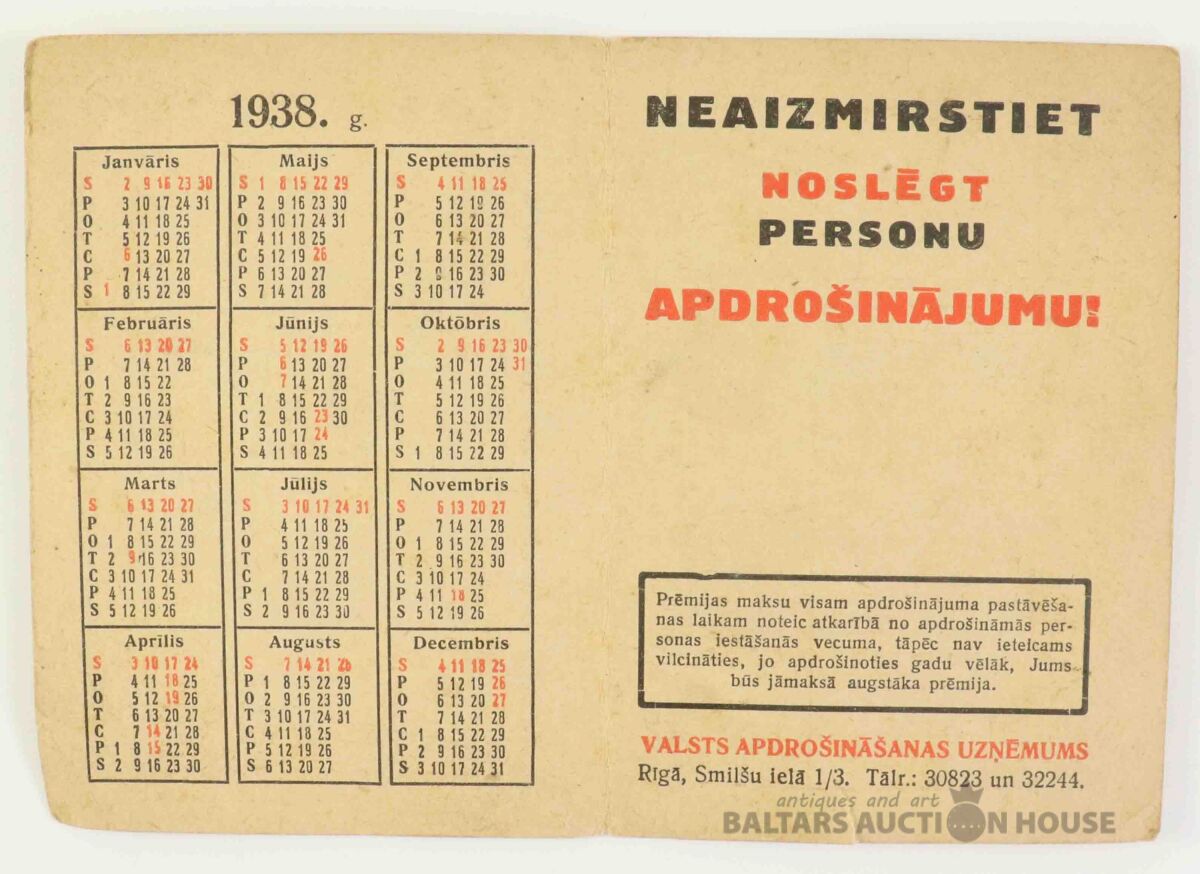 1938. g.
Janvāris
S 2 9 16 23 30
P 3 10 17 24 31
O 4 11 18 25
T 5 12 19 26
C 6 13 20 27
P 7 14 21 28
S 1 8 15 22 29
Februāris
S 6 13 20 27
P 7 14 21 28
O 1 8 15 22
T 2 9 16 23
C 3 10 17 24
P 4 11 18 25
S 5 12 19 26
Marts
S 6 13 20 27
P 7 14 21 28
O 1 8 15 22 29
T 2 9 16 23 30
C 3 10 17 24 31
P 4 11 18 25
S 5 12 19 26
Aprīlis
S 3 10 17 24
P 4 11 18 25
O 5 12 19 26
T 6 13 20 27
C 7 14 21 28
P 1 8 15 22 29
S 2 9 16 23 30
Maijs
S 1 8 15 22 29
P 2 9 16 23 30
O 3 10 17 24 31
T 4 11 18 25
C 5 12 19 26
P 6 13 20 27
S 7 14 21 28
Jūnijs
S 5 12 19 26
P 6 13 20 27
O 7 14 21 28
T 1 8 15 22 29
C 2 9 16 23 30
P 3 10 17 24
S 4 11 18 25
Jūlijs
S 3 10 17 24 31
P 4 11 18 25
O 5 12 19 26
T 6 13 20 27
C 7 14 21 28
P 1 8 15 22 29
S 2 9 16 23 30
Augusts
S 7 14 21 28
P 1 8 15 22 29
O 2 9 16 23 30
T 3 10 17 24 31
C 4 11 18 25
P 5 12 19 26
S 6 13 20 27
Septembris
S 4 11 18 25
P 5 12 19 26
O 6 13 20 27
T 7 14 21 28
C 1 8 15 22 29
P 2 9 16 23 30
S 3 10 17 24
Oktōbris
S 2 9 16 23 30
P 3 10 17 24 31
O 4 11 18 25
T 5 12 19 26
C 6 13 20 27
P 7 14 21 28
S 1 8 15 22 29
Novembris
S 6 13 20 27
P 7 14 21 28
O 1 8 15 22 29
T 2 9 16 23 30
C 3 10 17 24
P 4 11 18 25
S 5 12 19 26
Decembris
S 4 11 18 25
P 5 12 19 26
O 6 13 20 27
T 7 14 21 28
C 1 8 15 22 29
P 2 9 16 23 30
S 3 10 17 24 31
NEAIZMIRSTIET
NOSLĒGT
PERSONU
APDROŠINĀJUMU!
Prēmijas maksu visam apdrošinājuma pastāvēša-
nas laikam noteic atkarībā no apdrošināmās per-
sonas iestāšanās vecuma, tāpēc nav ieteicams
vilcināties, jo apdrošinoties gadu vēlāk, Jums
būs jāmaksā augstāka prēmija.
VALSTS APDROŠINĀŠANAS UZŅĒMUMS
Rīgā, Smilšu ielā 1/3. Tālr.: 30823 un 32244.
antiques and art
BALTARS AUCTION HOUSE